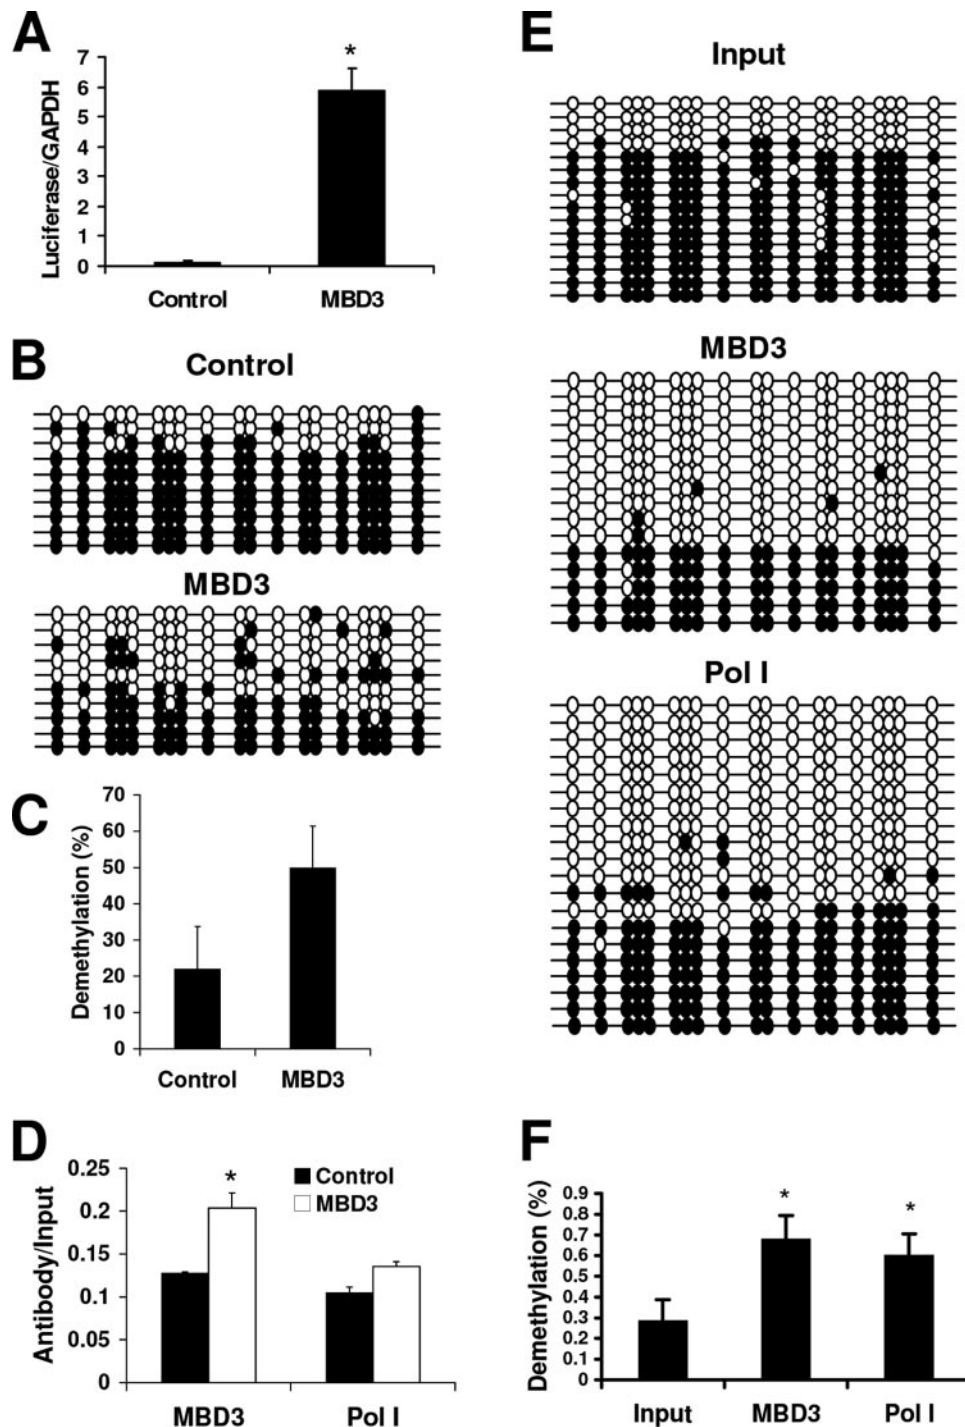 A
Luciferase/GAPDH
7
6
5
4
3
2
1
0
*
Control
MBD3
B
Control
MBD3
C
Demethylation (%)
70
60
50
40
30
20
10
0
Control
MBD3
D
Antibody/Input
0.25
0.2
0.15
0.1
0.05
0
*
Control
MBD3
MBD3
Pol I
E
Input
MBD3
Pol I
F
Demethylation (%)
0.9
0.8
0.7
0.6
0.5
0.4
0.3
0.2
0.1
0
*
*
Input
MBD3
Pol I